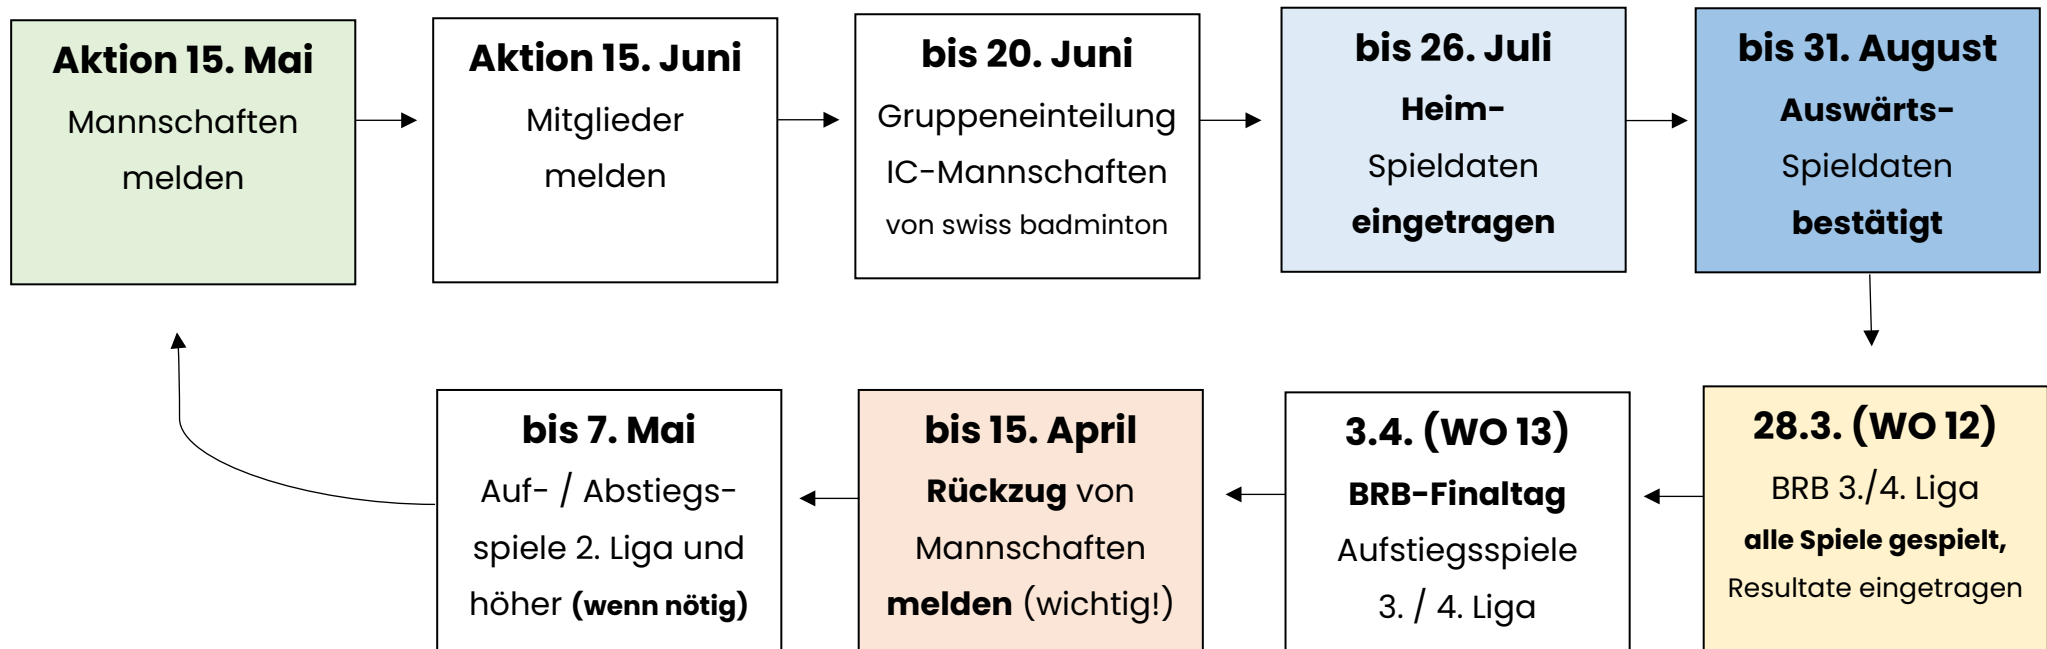 Aktion 15. Mai
Mannschaften
melden
Aktion 15. Juni
Mitglieder
melden
bis 20. Juni
Gruppeneinteilung
IC-Mannschaften
von swiss badminton
bis 26. Juli
Heim-
Spieldaten
eingetragen
bis 31. August
Auswärts-
Spieldaten
bestätigt
28.3. (WO 12)
BRB 3./4. Liga
alle Spiele gespielt,
Resultate eingetragen
3.4. (WO 13)
BRB-Finaltag
Aufstiegsspiele
3. / 4. Liga
bis 15. April
Rückzug von
Mannschaften
melden (wichtig!)
bis 7. Mai
Auf- / Abstiegs-
spiele 2. Liga und
höher (wenn nötig)